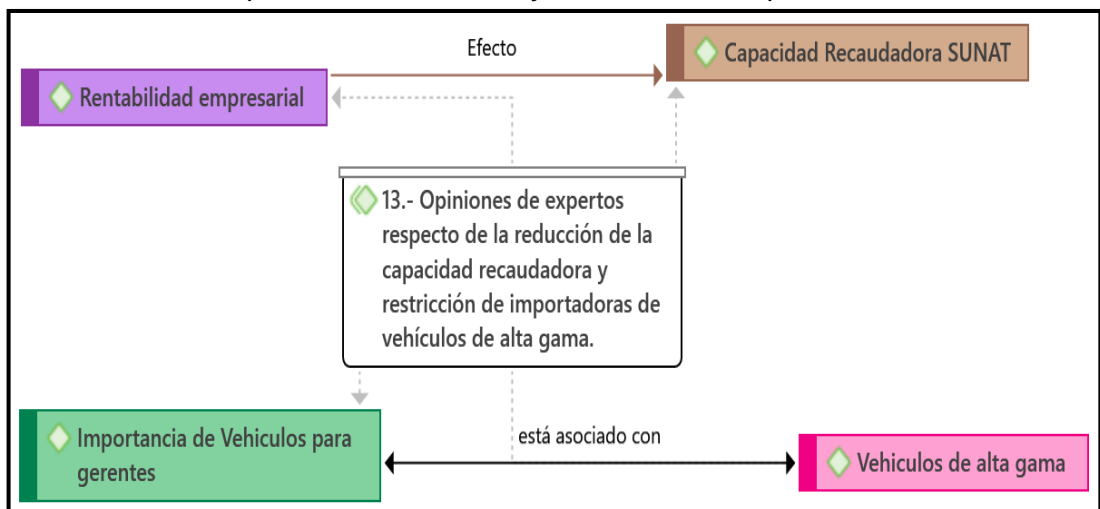 Efecto
Capacidad Recaudadora SUNAT
Rentabilidad empresarial
13.- Opiniones de expertos
respecto de la reducción de la
capacidad recaudadora y
restricción de importadoras de
vehículos de alta gama.
Importancia de Vehiculos para
gerentes
está asociado con
Vehiculos de alta gama